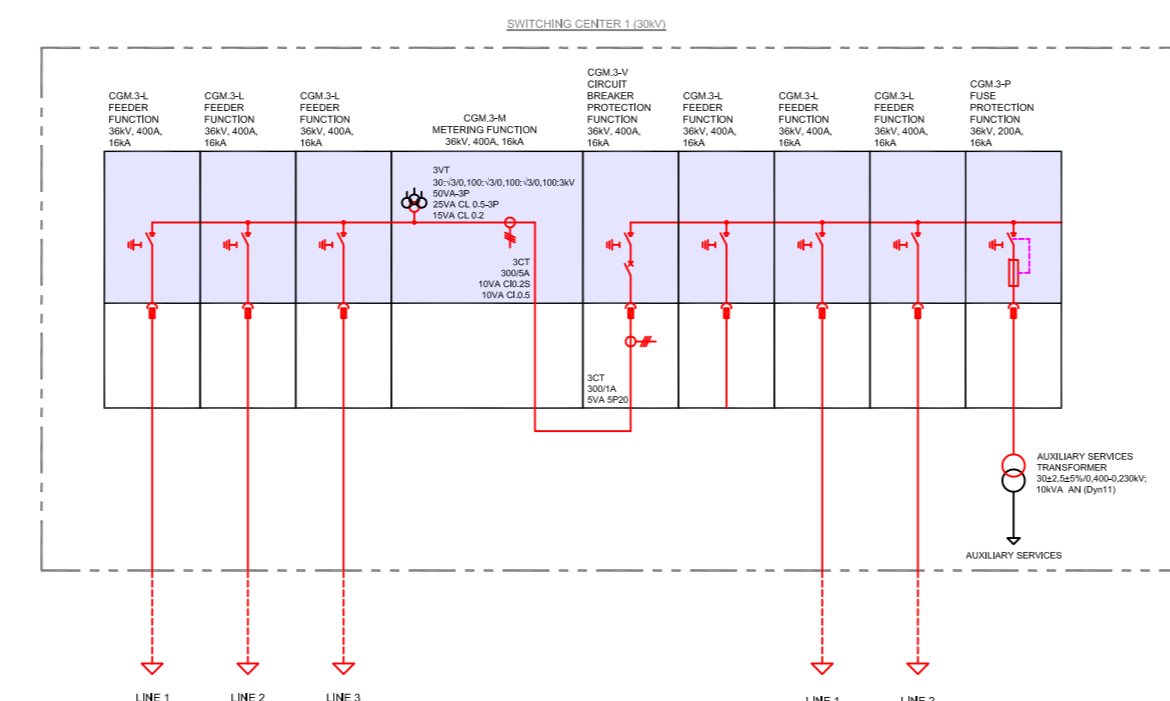 SWITCHING CENTER 1 (30kV)
CGM.3-L
FEEDER
FUNCTION
36kV, 400A,
16kA
CGM.3-L
FEEDER
FUNCTION
36kV, 400A,
16kA
CGM.3-L
FEEDER
FUNCTION
36kV, 400A,
16kA
CGM.3-M
METERING FUNCTION
36kV, 400A, 16kA
CGM.3-V
CIRCUIT
BREAKER
PROTECTION
FUNCTION
36kV, 400A,
16kA
CGM.3-L
FEEDER
FUNCTION
36kV, 400A,
16kA
CGM.3-L
FEEDER
FUNCTION
36kV, 400A,
16kA
CGM.3-L
FEEDER
FUNCTION
36kV, 400A,
16kA
CGM.3-P
FUSE
PROTECTION
FUNCTION
36kV, 200A,
16kA
3VT
30:√3/0,100:√3/0,100:√3/0,100:3kV
50VA-3P
25VA CL 0.5-3P
15VA CL 0.2
3CT
300/5A
10VA Cl0.2S
10VA Cl.0.5
3CT
300/1A
5VA 5P20
AUXILIARY SERVICES
TRANSFORMER
30±2,5±5%/0,400-0,230kV;
10kVA AN (Dyn11)
AUXILIARY SERVICES
LINE 1
LINE 2
LINE 3
LINE 1
LINE 2